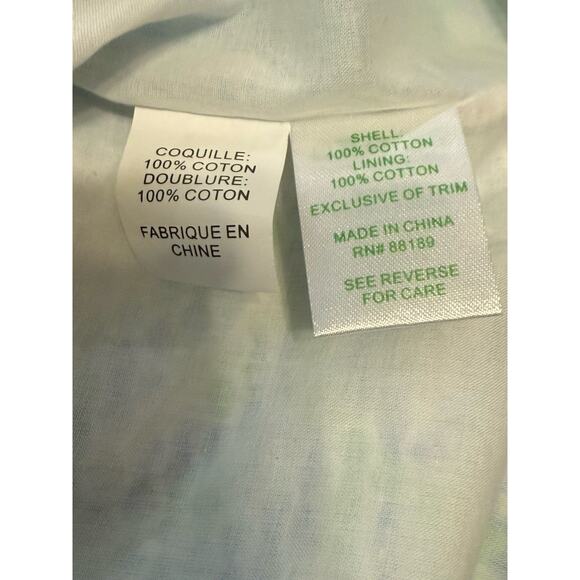 COQUILLE:
100% COTON
DOUBLURE:
100% COTON
FABRIQUE EN
CHINE
SHELL:
100% COTTON
LINING:
100% COTTON
EXCLUSIVE OF TRIM
MADE IN CHINA
RN# 88189
SEE REVERSE
FOR CARE